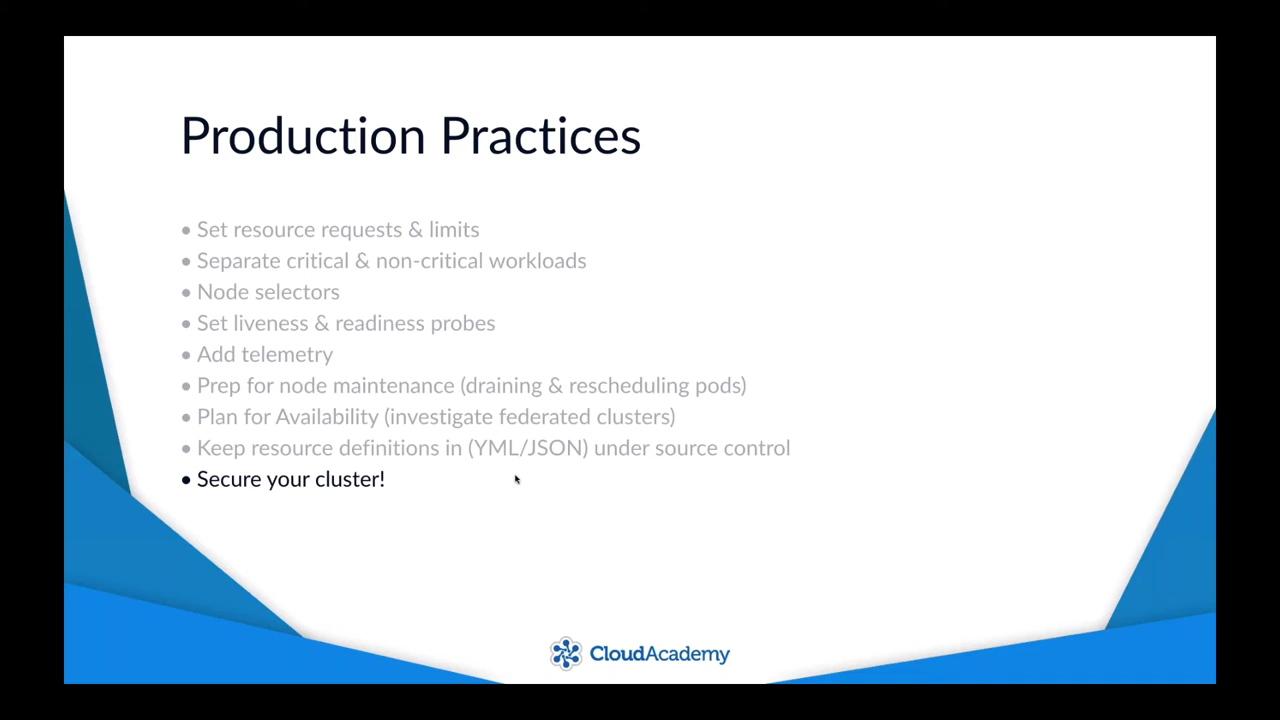 Production Practices
• Set resource requests & limits
• Separate critical & non-critical workloads
• Node selectors
• Set liveness & readiness probes
• Add telemetry
• Prep for node maintenance (draining & rescheduling pods)
• Plan for Availability (investigate federated clusters)
• Keep resource definitions in (YML/JSON) under source control
• Secure your cluster!
CloudAcademy